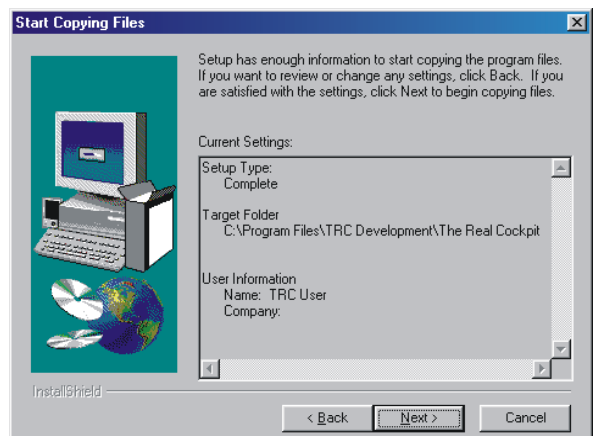 Start Copying Files
Setup has enough information to start copying the program files.
If you want to review or change any settings, click Back. If you
are satisfied with the settings, click Next to begin copying files.
Current Settings:
Setup Type:
Complete
Target Folder
C:\Program Files\TRC Development\The Real Cockpit
User Information
Name: TRC User
Company:
InstallShield
< Back
Next >
Cancel